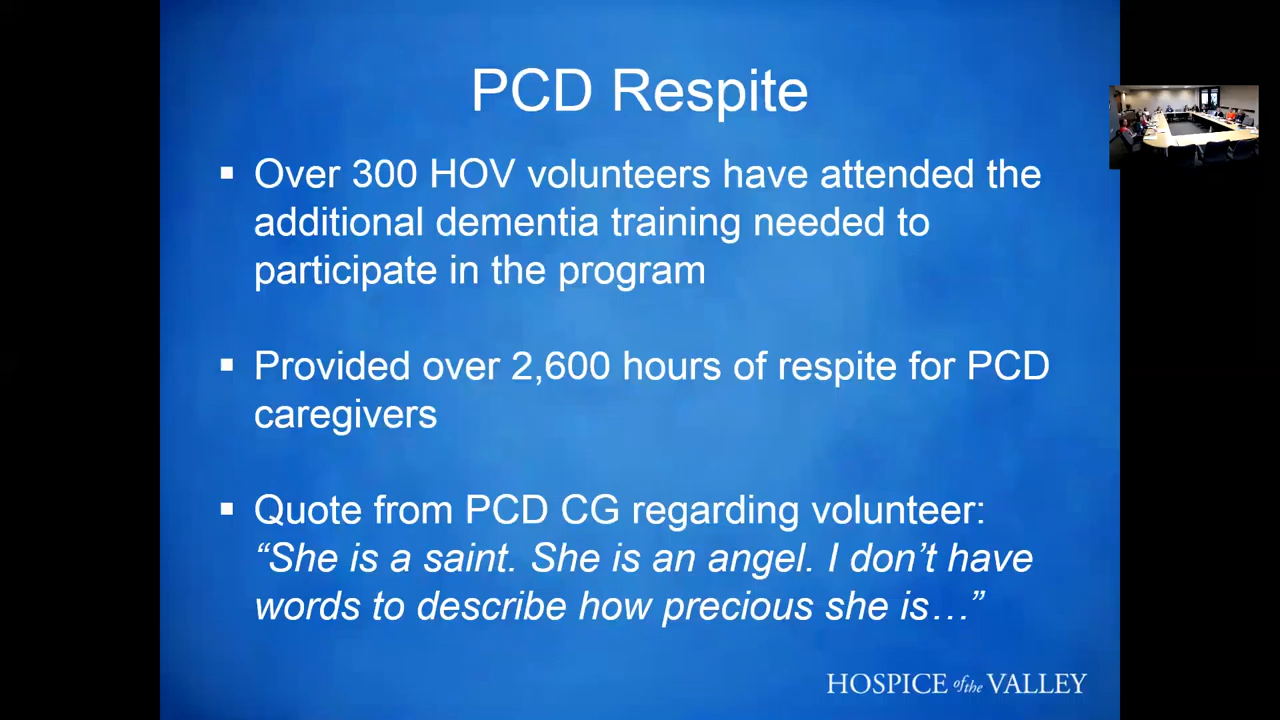 PCD Respite
▪ Over 300 HOV volunteers have attended the
additional dementia training needed to
participate in the program
▪ Provided over 2,600 hours of respite for PCD
caregivers
▪ Quote from PCD CG regarding volunteer:
“She is a saint. She is an angel. I don’t have
words to describe how precious she is…”
HOSPICE of the VALLEY